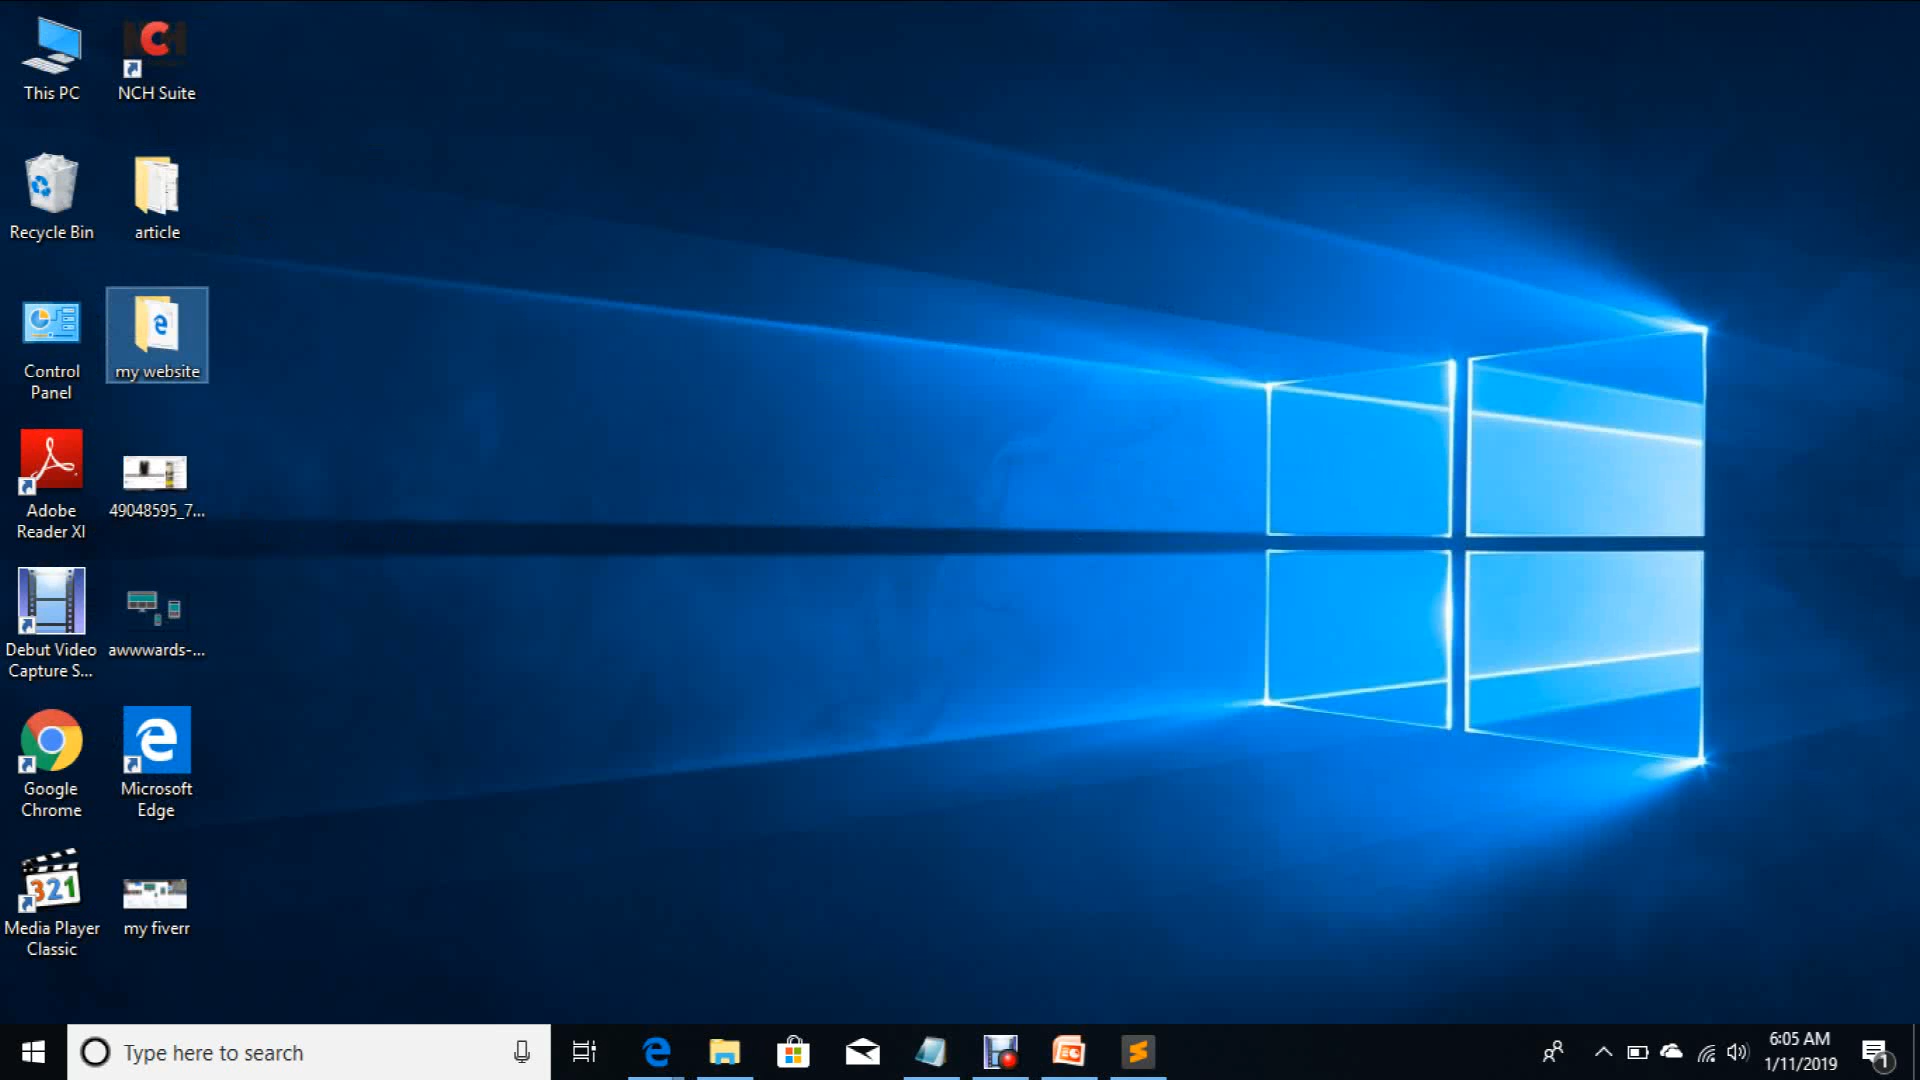 This PC
NCH Suite
Recycle Bin
article
Control
Panel
my website
Adobe
Reader XI
49048595_7...
Debut Video
Capture S...
awwwards-...
Google
Chrome
Microsoft
Edge
321
Media Player
Classic
my fiverr
Type here to search
6:05 AM
1/11/2019
1